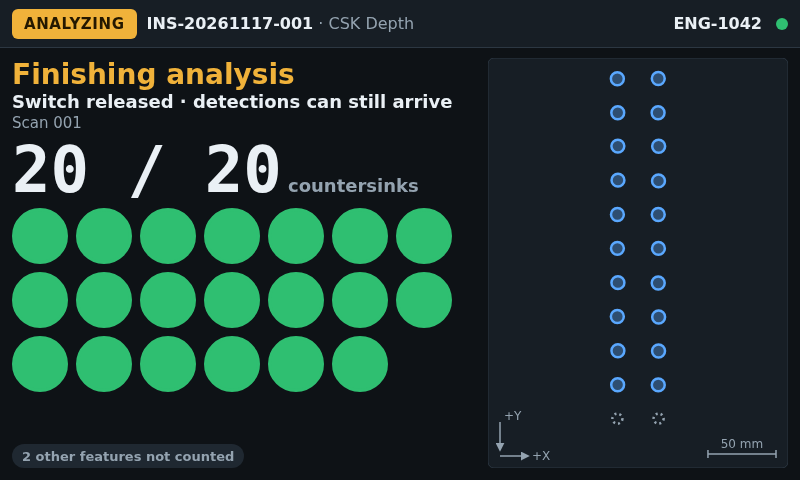 ANALYZING INS-20261117-001 · CSK Depth ENG-1042
Finishing analysis
Switch released · detections can still arrive
Scan 001
20 / 20 countersinks
2 other features not counted
+Y
+X
50 mm